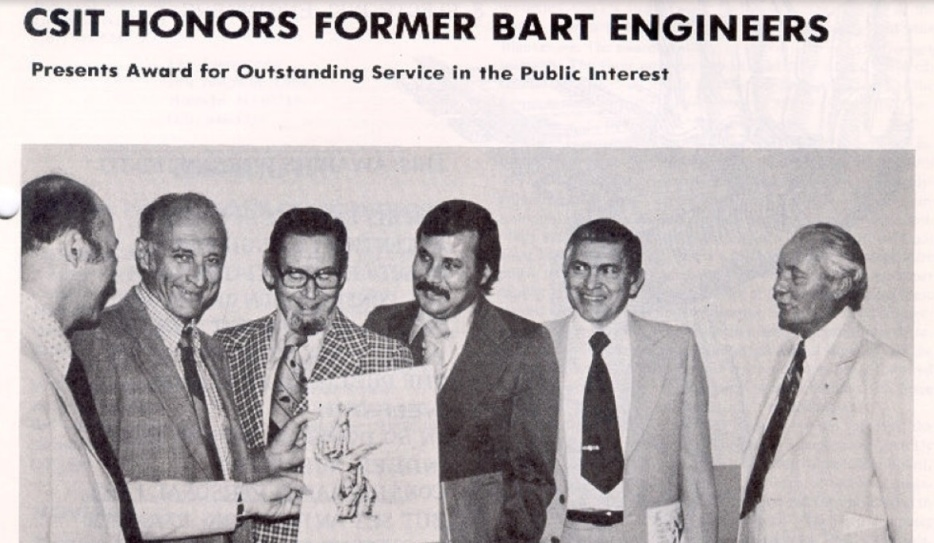 CSIT HONORS FORMER BART ENGINEERS
Presents Award for Outstanding Service in the Public Interest